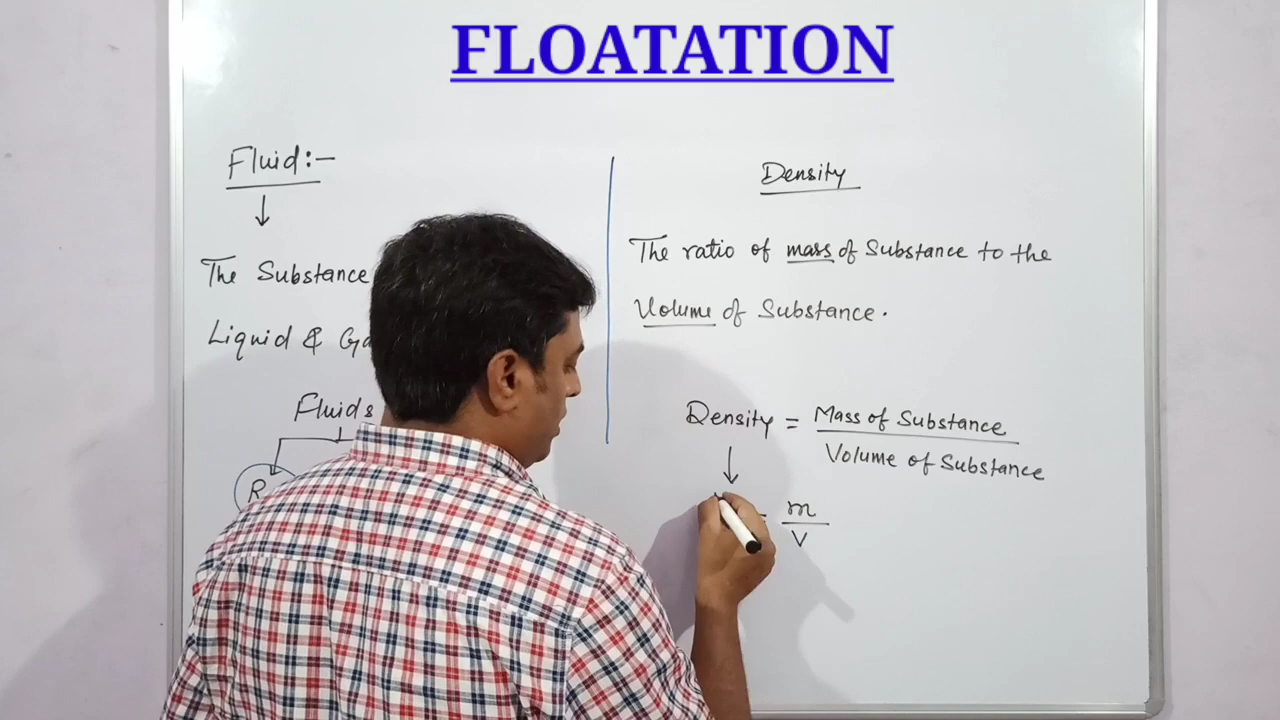 FLOATATION
Fluid:-
The Substance
Liquid &
Fluids
R
Density
The ratio of mass of Substance to the
Volume of Substance.
Density = Mass of Substance
Volume of Substance
m
V